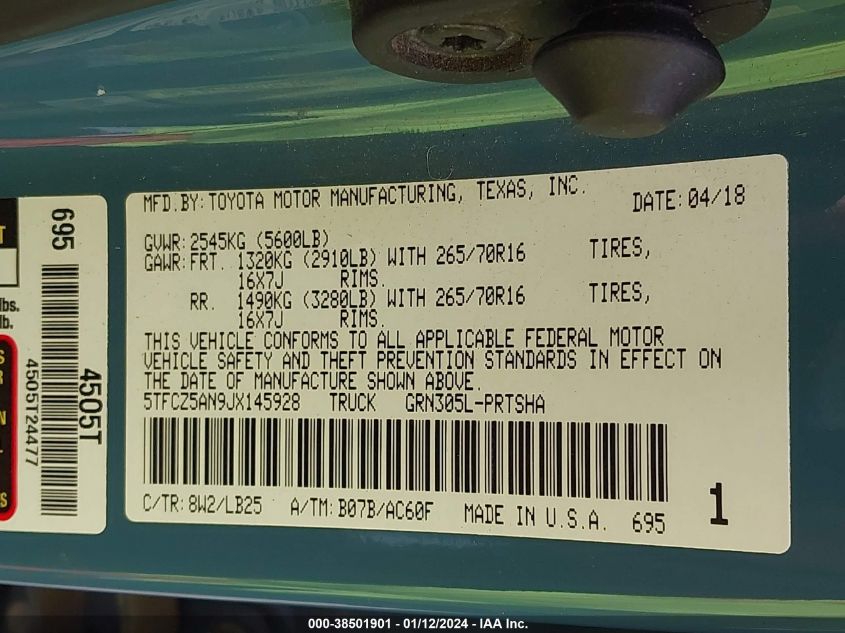 MFD.BY:TOYOTA MOTOR MANUFACTURING, TEXAS, INC. DATE:04/18
GVWR:2545KG (5600LB)
GAWR:FRT. 1320KG (2910LB) WITH 265/70R16 TIRES,
16X7J RIMS.
RR. 1490KG (3280LB) WITH 265/70R16 TIRES,
16X7J RIMS.
THIS VEHICLE CONFORMS TO ALL APPLICABLE FEDERAL MOTOR
VEHICLE SAFETY AND THEFT PREVENTION STANDARDS IN EFFECT ON
THE DATE OF MANUFACTURE SHOWN ABOVE.
5TFCZ5AN9JX145928 TRUCK GRN305L-PRTSHA
C/TR:8W2/LB25 A/TM:B07B/AC60F MADE IN U.S.A. 695
1
695
4505T24477
4505T
lbs.
lb.
000-38501901 - 01/12/2024 - IAA Inc.